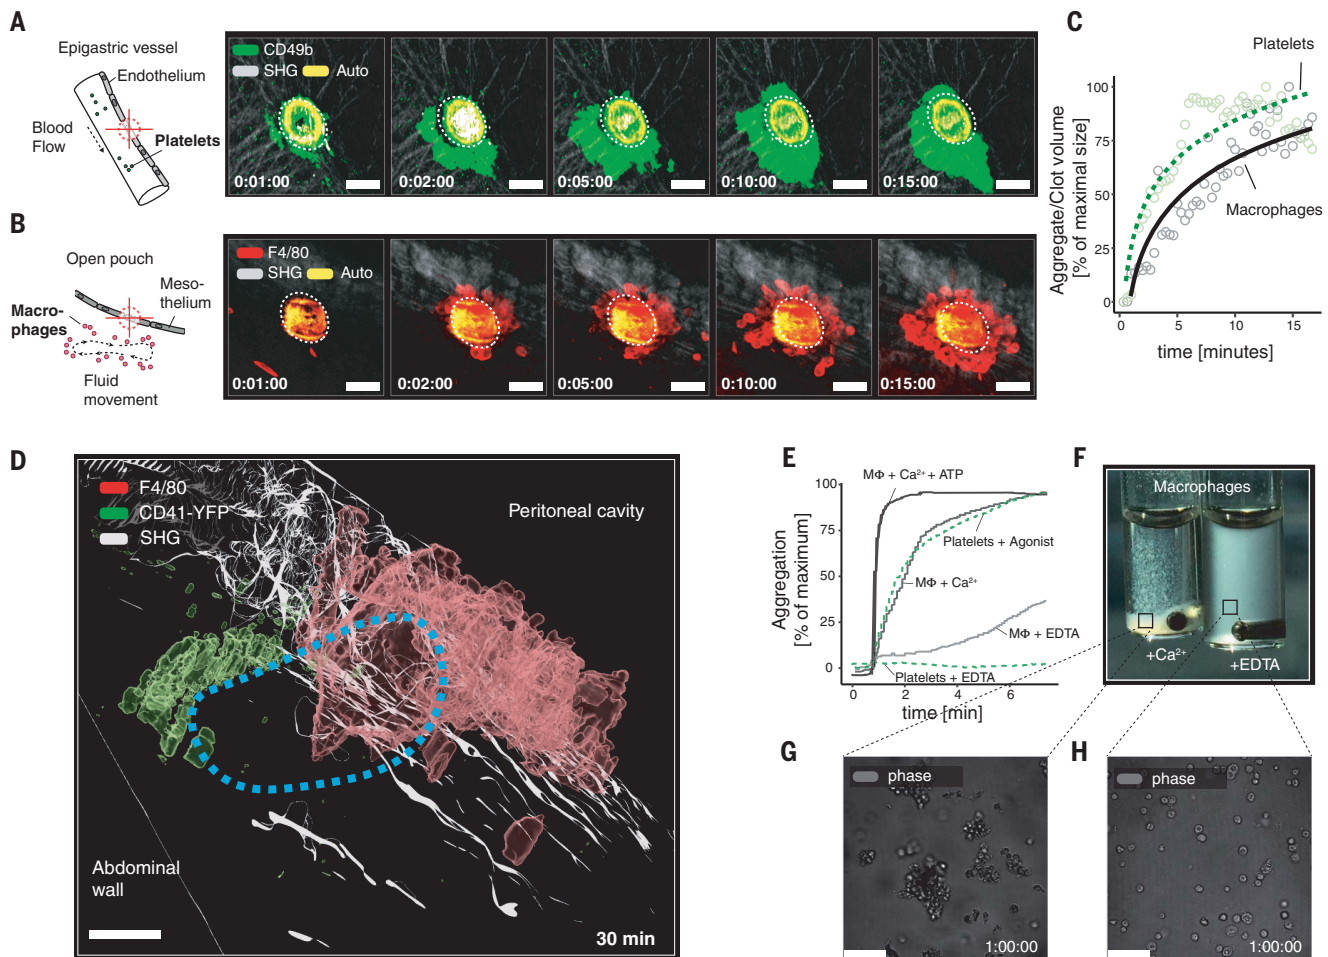 A
Epigastric vessel
Endothelium
Blood
Flow
Platelets
CD49b
SHG Auto
0:01:00
0:02:00
0:05:00
0:10:00
0:15:00
B
Open pouch
Macro-
phages
Meso-
thelium
Fluid
movement
F4/80
SHG Auto
0:01:00
0:02:00
0:05:00
0:10:00
0:15:00
C
Platelets
Macrophages
Aggregate/Clot volume
[% of maximal size]
100
75
50
25
0
0 5 10 15
time [minutes]
D
F4/80
CD41-YFP
SHG
Peritoneal cavity
Abdominal
wall
30 min
E
MΦ + Ca²⁺ + ATP
Platelets + Agonist
MΦ + Ca²⁺
MΦ + EDTA
Platelets + EDTA
Aggregation
[% of maximum]
100
75
50
25
0
0 2 4 6
time [min]
F
Macrophages
+Ca²⁺
+EDTA
G
phase
1:00:00
H
phase
1:00:00